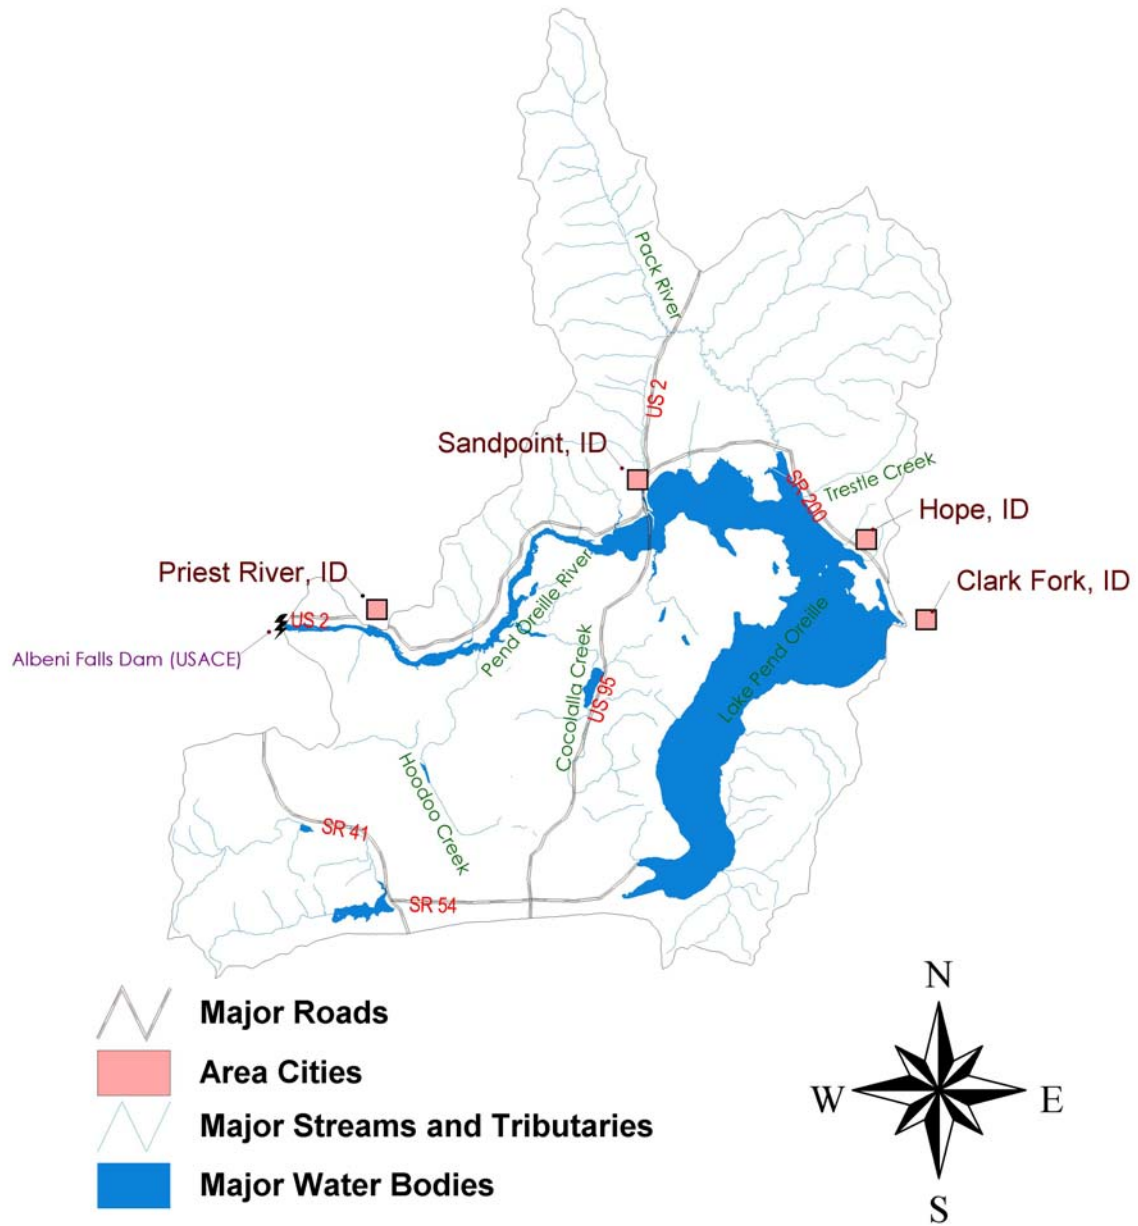 Pack River
US 2
Sandpoint, ID
SR 200
Trestle Creek
Hope, ID
Priest River, ID
Clark Fork, ID
US 2
Pend Oreille River
Albeni Falls Dam (USACE)
Cocolalla Creek
US 95
Lake Pend Oreille
Hoodoo Creek
SR 41
SR 54
Major Roads
Area Cities
Major Streams and Tributaries
Major Water Bodies
N
W
E
S